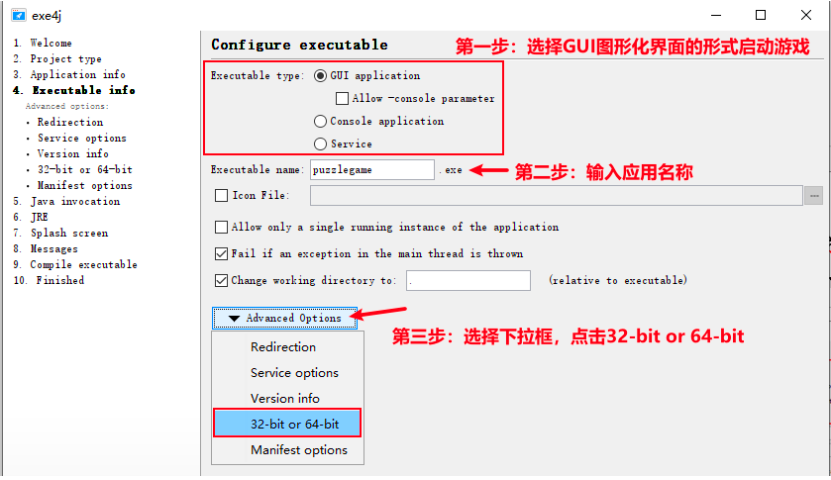 exe4j
1. Welcome
2. Project type
3. Application info
4. Executable info
Advanced options:
• Redirection
• Service options
• Version info
• 32-bit or 64-bit
• Manifest options
5. Java invocation
6. JRE
7. Splash screen
8. Messages
9. Compile executable
10. Finished
Configure executable
第一步：选择GUI图形化界面的形式启动游戏
Executable type: GUI application
Allow -console parameter
Console application
Service
Executable name: puzzlegame .exe
第二步：输入应用名称
Icon File: ...
Allow only a single running instance of the application
Fail if an exception in the main thread is thrown
Change working directory to: . (relative to executable)
Advanced Options
第三步：选择下拉框，点击32-bit or 64-bit
Redirection
Service options
Version info
32-bit or 64-bit
Manifest options